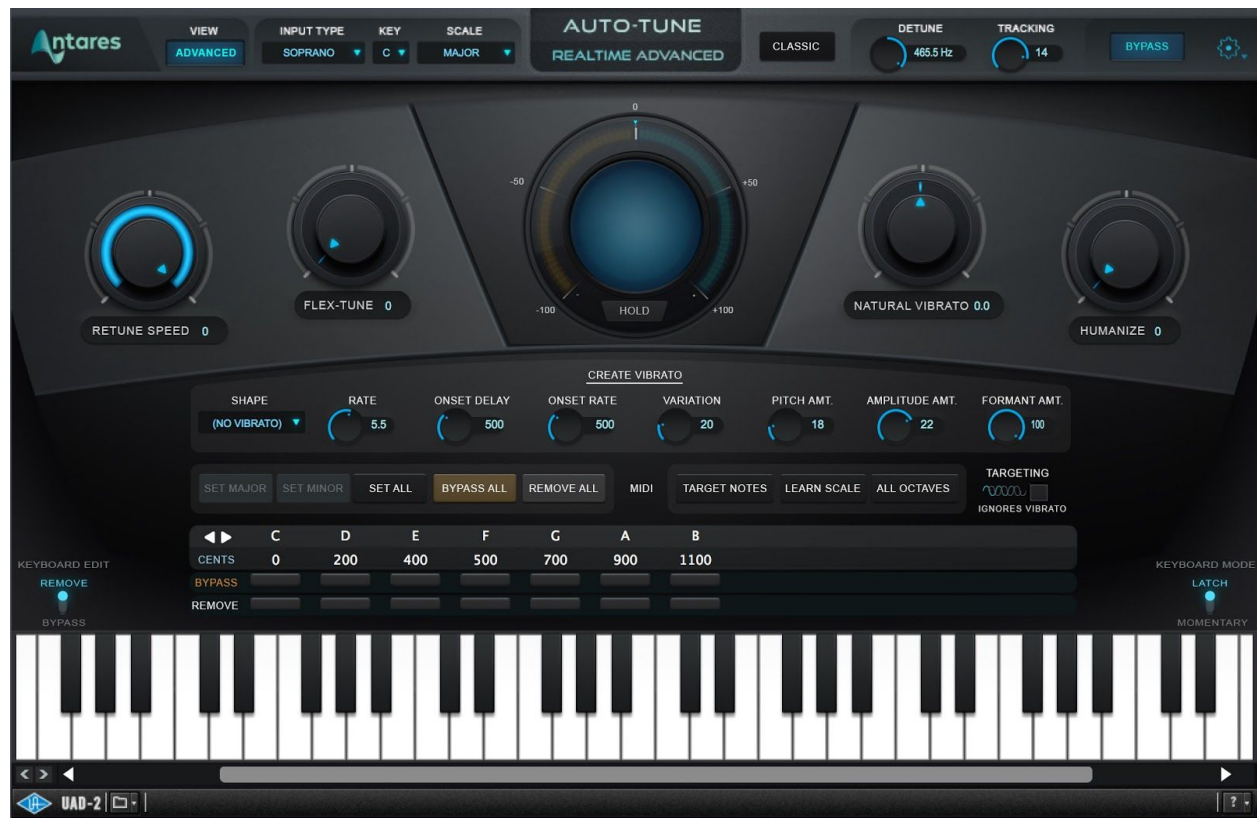 Antares
VIEW
ADVANCED
INPUT TYPE KEY SCALE
SOPRANO C MAJOR
AUTO-TUNE
REALTIME ADVANCED
CLASSIC
DETUNE TRACKING
465.5 Hz 14
BYPASS
0
-50 +50
-100 +100
HOLD
RETUNE SPEED 0
FLEX-TUNE 0
NATURAL VIBRATO 0.0
HUMANIZE 0
CREATE VIBRATO
SHAPE RATE ONSET DELAY ONSET RATE VARIATION PITCH AMT. AMPLITUDE AMT. FORMANT AMT.
(NO VIBRATO) 5.5 500 500 20 18 22 100
SET MAJOR SET MINOR SET ALL BYPASS ALL REMOVE ALL MIDI TARGET NOTES LEARN SCALE ALL OCTAVES
TARGETING
IGNORES VIBRATO
C D E F G A B
CENTS 0 200 400 500 700 900 1100
BYPASS
REMOVE
KEYBOARD EDIT
REMOVE
BYPASS
KEYBOARD MODE
LATCH
MOMENTARY
UA UAD-2 ?